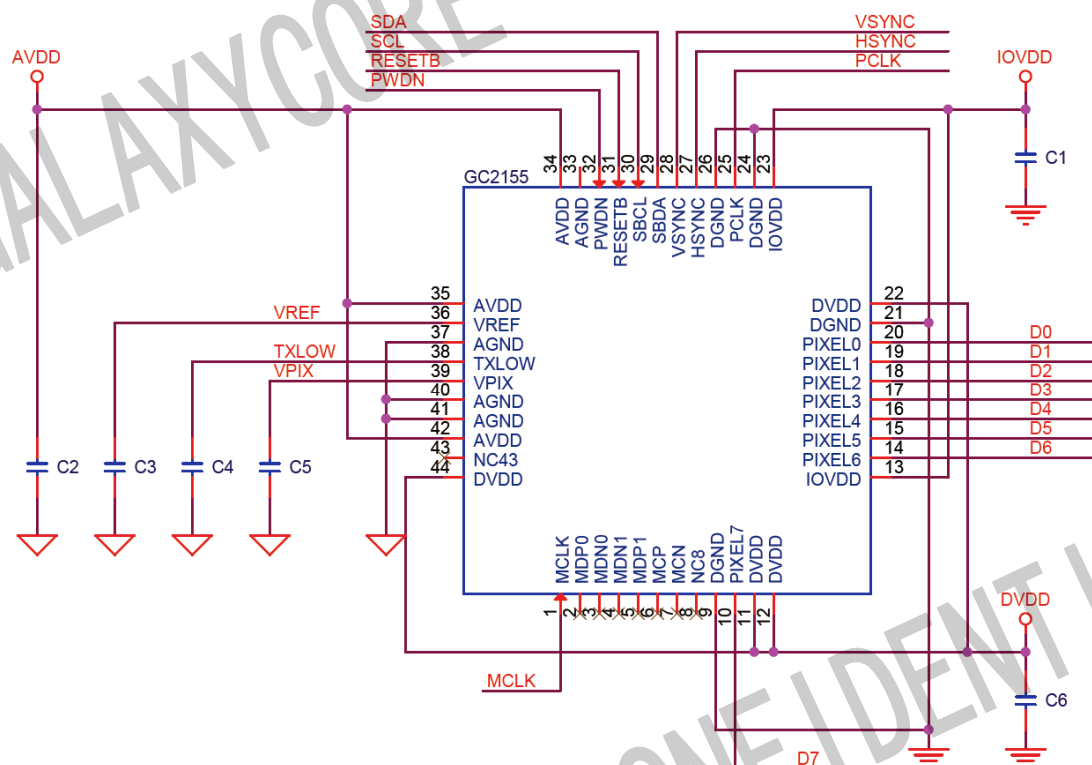 SDA
SCL
RESETB
PWDN
VSYNC
HSYNC
PCLK
AVDD
IOVDD
GALAXYCORE
34 33 32 31 30 29 28 27 26 25 24 23
C1
GC2155
AVDD AGND PWDN RESETB SBCL SBDA VSYNC HSYNC DGND PCLK DGND IOVDD
35 AVDD
VREF 36 VREF
37 AGND
TXLOW 38 TXLOW
VPIX 39 VPIX
40 AGND
41 AGND
42 AVDD
43 NC43
44 DVDD
DVDD 22
DGND 21
PIXEL0 20 D0
PIXEL1 19 D1
PIXEL2 18 D2
PIXEL3 17 D3
PIXEL4 16 D4
PIXEL5 15 D5
PIXEL6 14 D6
IOVDD 13
C2 C3 C4 C5
MCLK MDP0 MDN0 MDN1 MDP1 MCP MCN NC8 DGND PIXEL7 DVDD DVDD
1 2 3 4 5 6 7 8 9 10 11 12
DVDD
MCLK
C6
D7